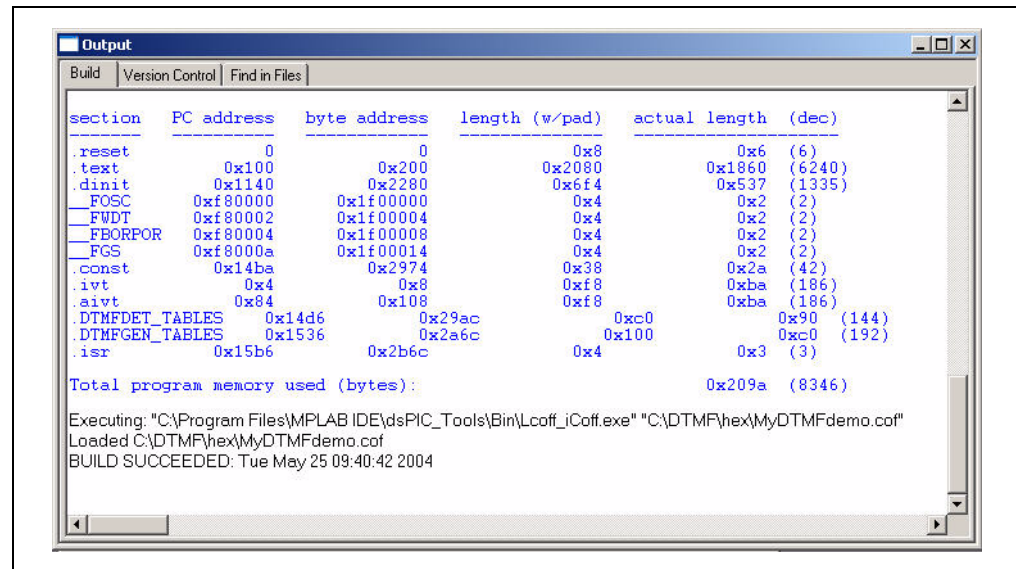 Output
Build Version Control Find in Files
section PC address byte address length (w/pad) actual length (dec)
------- ---------- ------------ -------------- --------------------
.reset 0 0 0x8 0x6 (6)
.text 0x100 0x200 0x2080 0x1860 (6240)
.dinit 0x1140 0x2280 0x6f4 0x537 (1335)
__FOSC 0xf80000 0x1f00000 0x4 0x2 (2)
__FWDT 0xf80002 0x1f00004 0x4 0x2 (2)
__FBORPOR 0xf80004 0x1f00008 0x4 0x2 (2)
__FGS 0xf8000a 0x1f00014 0x4 0x2 (2)
.const 0x14ba 0x2974 0x38 0x2a (42)
.ivt 0x4 0x8 0xf8 0xba (186)
.aivt 0x84 0x108 0xf8 0xba (186)
.DTMFDET_TABLES 0x14d6 0x29ac 0xc0 0x90 (144)
.DTMFGEN_TABLES 0x1536 0x2a6c 0x100 0xc0 (192)
.isr 0x15b6 0x2b6c 0x4 0x3 (3)
Total program memory used (bytes): 0x209a (8346)
Executing: "C:\Program Files\MPLAB IDE\dsPIC_Tools\Bin\Lcoff_iCoff.exe" "C:\DTMF\hex\MyDTMFdemo.cof"
Loaded C:\DTMF\hex\MyDTMFdemo.cof
BUILD SUCCEEDED: Tue May 25 09:40:42 2004